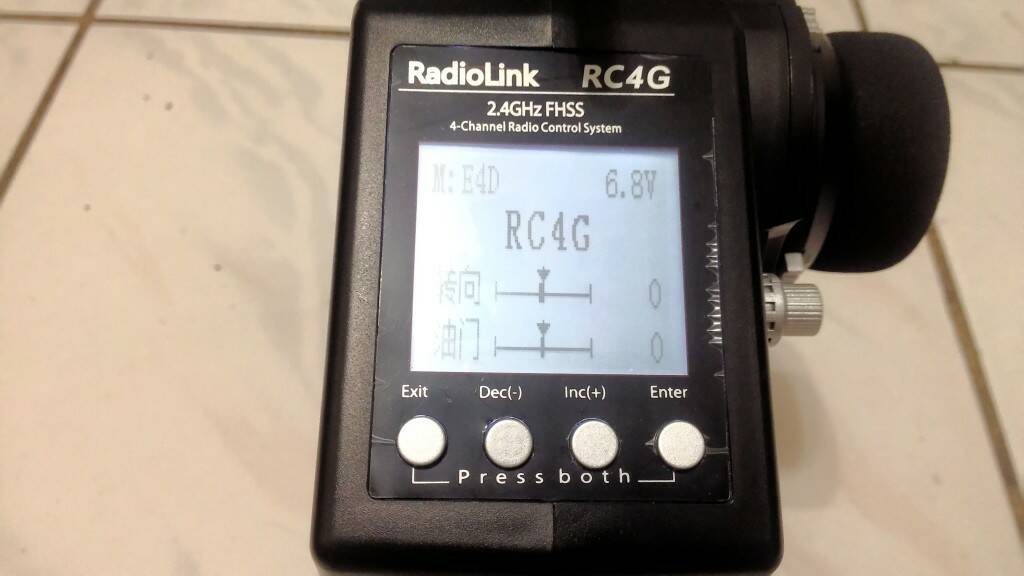 RadioLink RC4G
2.4GHz FHSS
4-Channel Radio Control System
M: E4D 6.8V
RC4G
方向 0
油门 0
Exit Dec(-) Inc(+) Enter
Press both